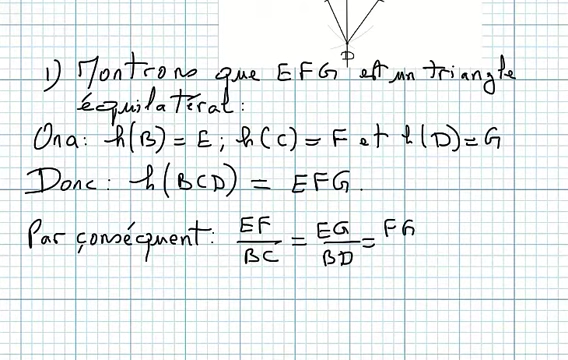 D
1) Montrons que EFG est un triangle
équilatéral:
On a: h(B) = E; h(C) = F et h(D) = G
Donc: h(BCD) = EFG.
Par conséquent: EF/BC = EG/BD = FG